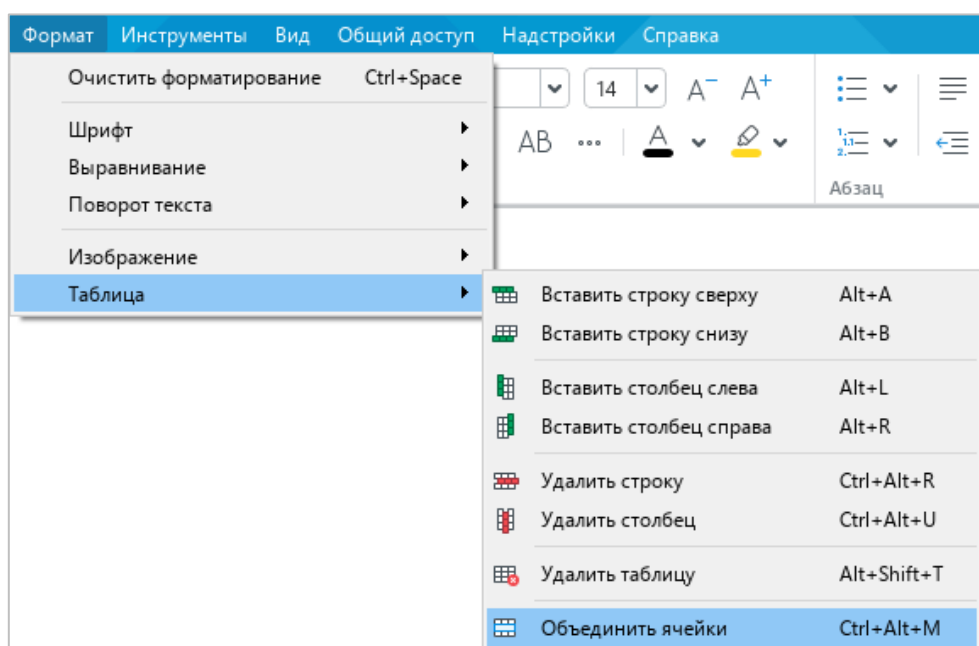 Формат Инструменты Вид Общий доступ Надстройки Справка
Очистить форматирование Ctrl+Space
14 A− A+
Шрифт
AB ... A
Выравнивание
Поворот текста
Абзац
Изображение
Таблица
Вставить строку сверху Alt+A
Вставить строку снизу Alt+B
Вставить столбец слева Alt+L
Вставить столбец справа Alt+R
Удалить строку Ctrl+Alt+R
Удалить столбец Ctrl+Alt+U
Удалить таблицу Alt+Shift+T
Объединить ячейки Ctrl+Alt+M